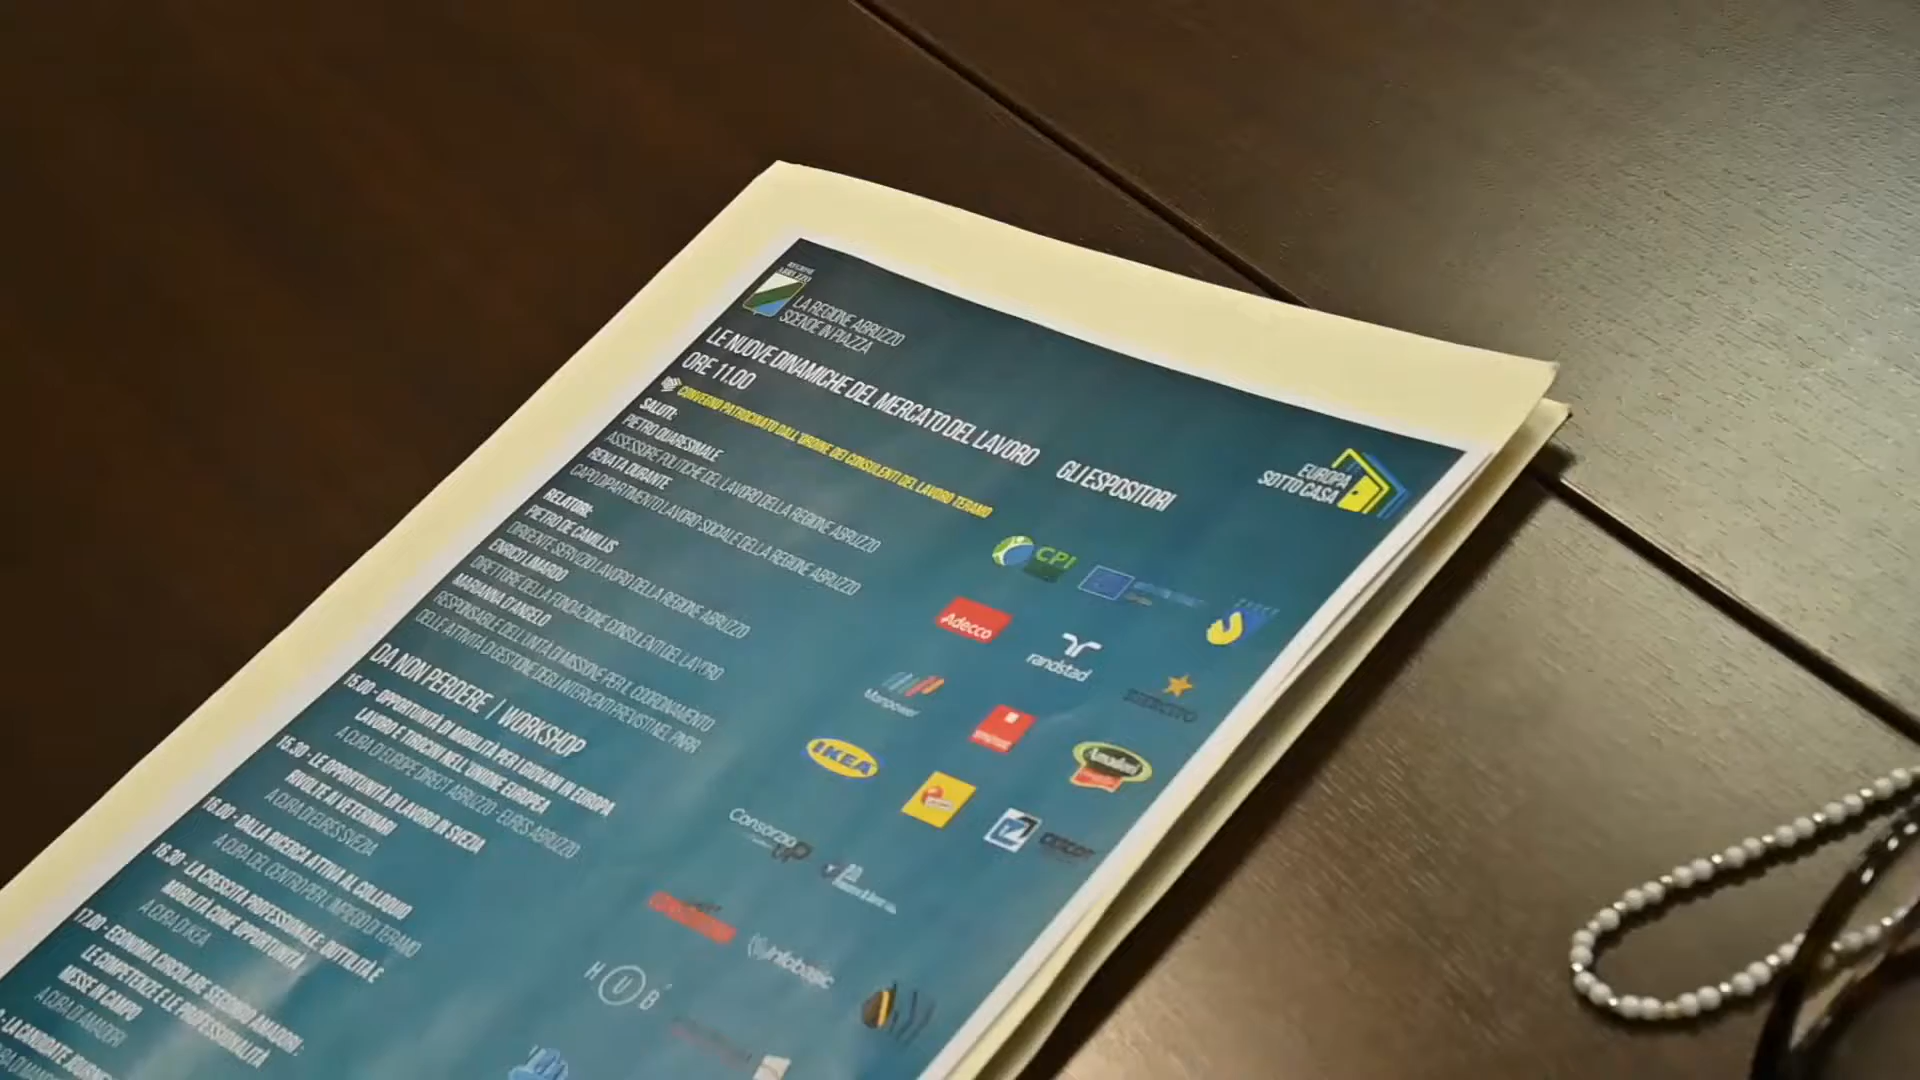 REGIONE
ABRUZZO
LA REGIONE ABRUZZO
SCENDE IN PIAZZA
LE NUOVE DINAMICHE DEL MERCATO DEL LAVORO
ORE 11.00
CONVEGNO PATROCINATO DALL'ORDINE DEI CONSULENTI DEL LAVORO TERAMO
SALUTI:
PIETRO QUARESIMALE
ASSESSORE POLITICHE DEL LAVORO DELLA REGIONE ABRUZZO
RENATA DURANTE
CAPO DIPARTIMENTO LAVORO-SOCIALE DELLA REGIONE ABRUZZO
RELATORI:
PIETRO DE CAMILLIS
DIRIGENTE SERVIZIO LAVORO DELLA REGIONE ABRUZZO
ENRICO LIMARDO
DIRETTORE DELLA FONDAZIONE CONSULENTI DEL LAVORO
MARIANNA D'ANGELO
RESPONSABILE DELL'UNITÀ DI MISSIONE PER IL COORDINAMENTO
DELLE ATTIVITÀ DI GESTIONE DEGLI INTERVENTI PREVISTI NEL PNRR
DA NON PERDERE | WORKSHOP
15.00 - OPPORTUNITÀ DI MOBILITÀ PER I GIOVANI IN EUROPA
LAVORO E TIROCINI NELL'UNIONE EUROPEA
A CURA DI EUROPE DIRECT ABRUZZO - EURES ABRUZZO
15.30 - LE OPPORTUNITÀ DI LAVORO IN SVEZIA
RIVOLTE AI VETERINARI
A CURA DI EURES SVEZIA
16.00 - DALLA RICERCA ATTIVA AL COLLOQUIO
A CURA DEL CENTRO PER L'IMPIEGO DI TERAMO
16.30 - LA CRESCITA PROFESSIONALE: DUTTILITÀ E
MOBILITÀ COME OPPORTUNITÀ
A CURA DI IKEA
17.00 - ECONOMIA CIRCOLARE SECONDO AMADORI:
LE COMPETENZE E LE PROFESSIONALITÀ
MESSE IN CAMPO
A CURA DI AMADORI
- LA CANDIDATE JOURNEY
GLI ESPOSITORI
EUROPA
SOTTO CASA
CPI
Adecco
randstad
Manpower
ESERCITO
IKEA
Amadori
Consorzio
UP
infobasic
HUB